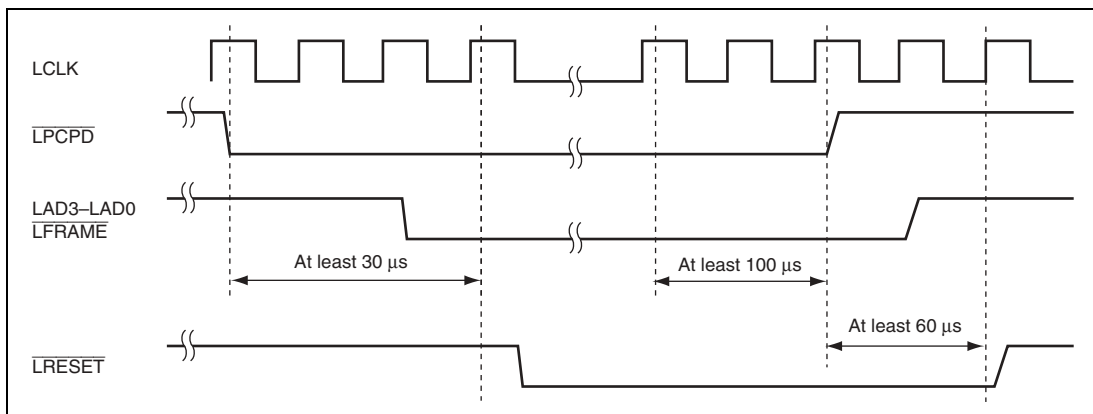 LCLK
LPCPD
LAD3–LAD0
LFRAME
At least 30 μs
At least 100 μs
At least 60 μs
LRESET